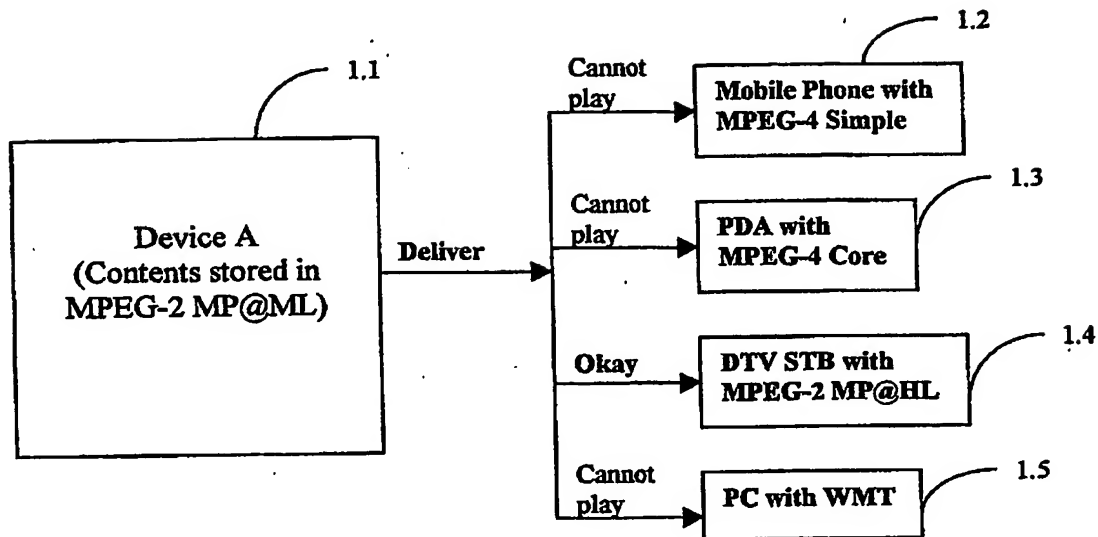 1.1
Device A
(Contents stored in
MPEG-2 MP@ML)
Deliver
Cannot
play
1.2
Mobile Phone with
MPEG-4 Simple
Cannot
play
1.3
PDA with
MPEG-4 Core
Okay
1.4
DTV STB with
MPEG-2 MP@HL
Cannot
play
1.5
PC with WMT